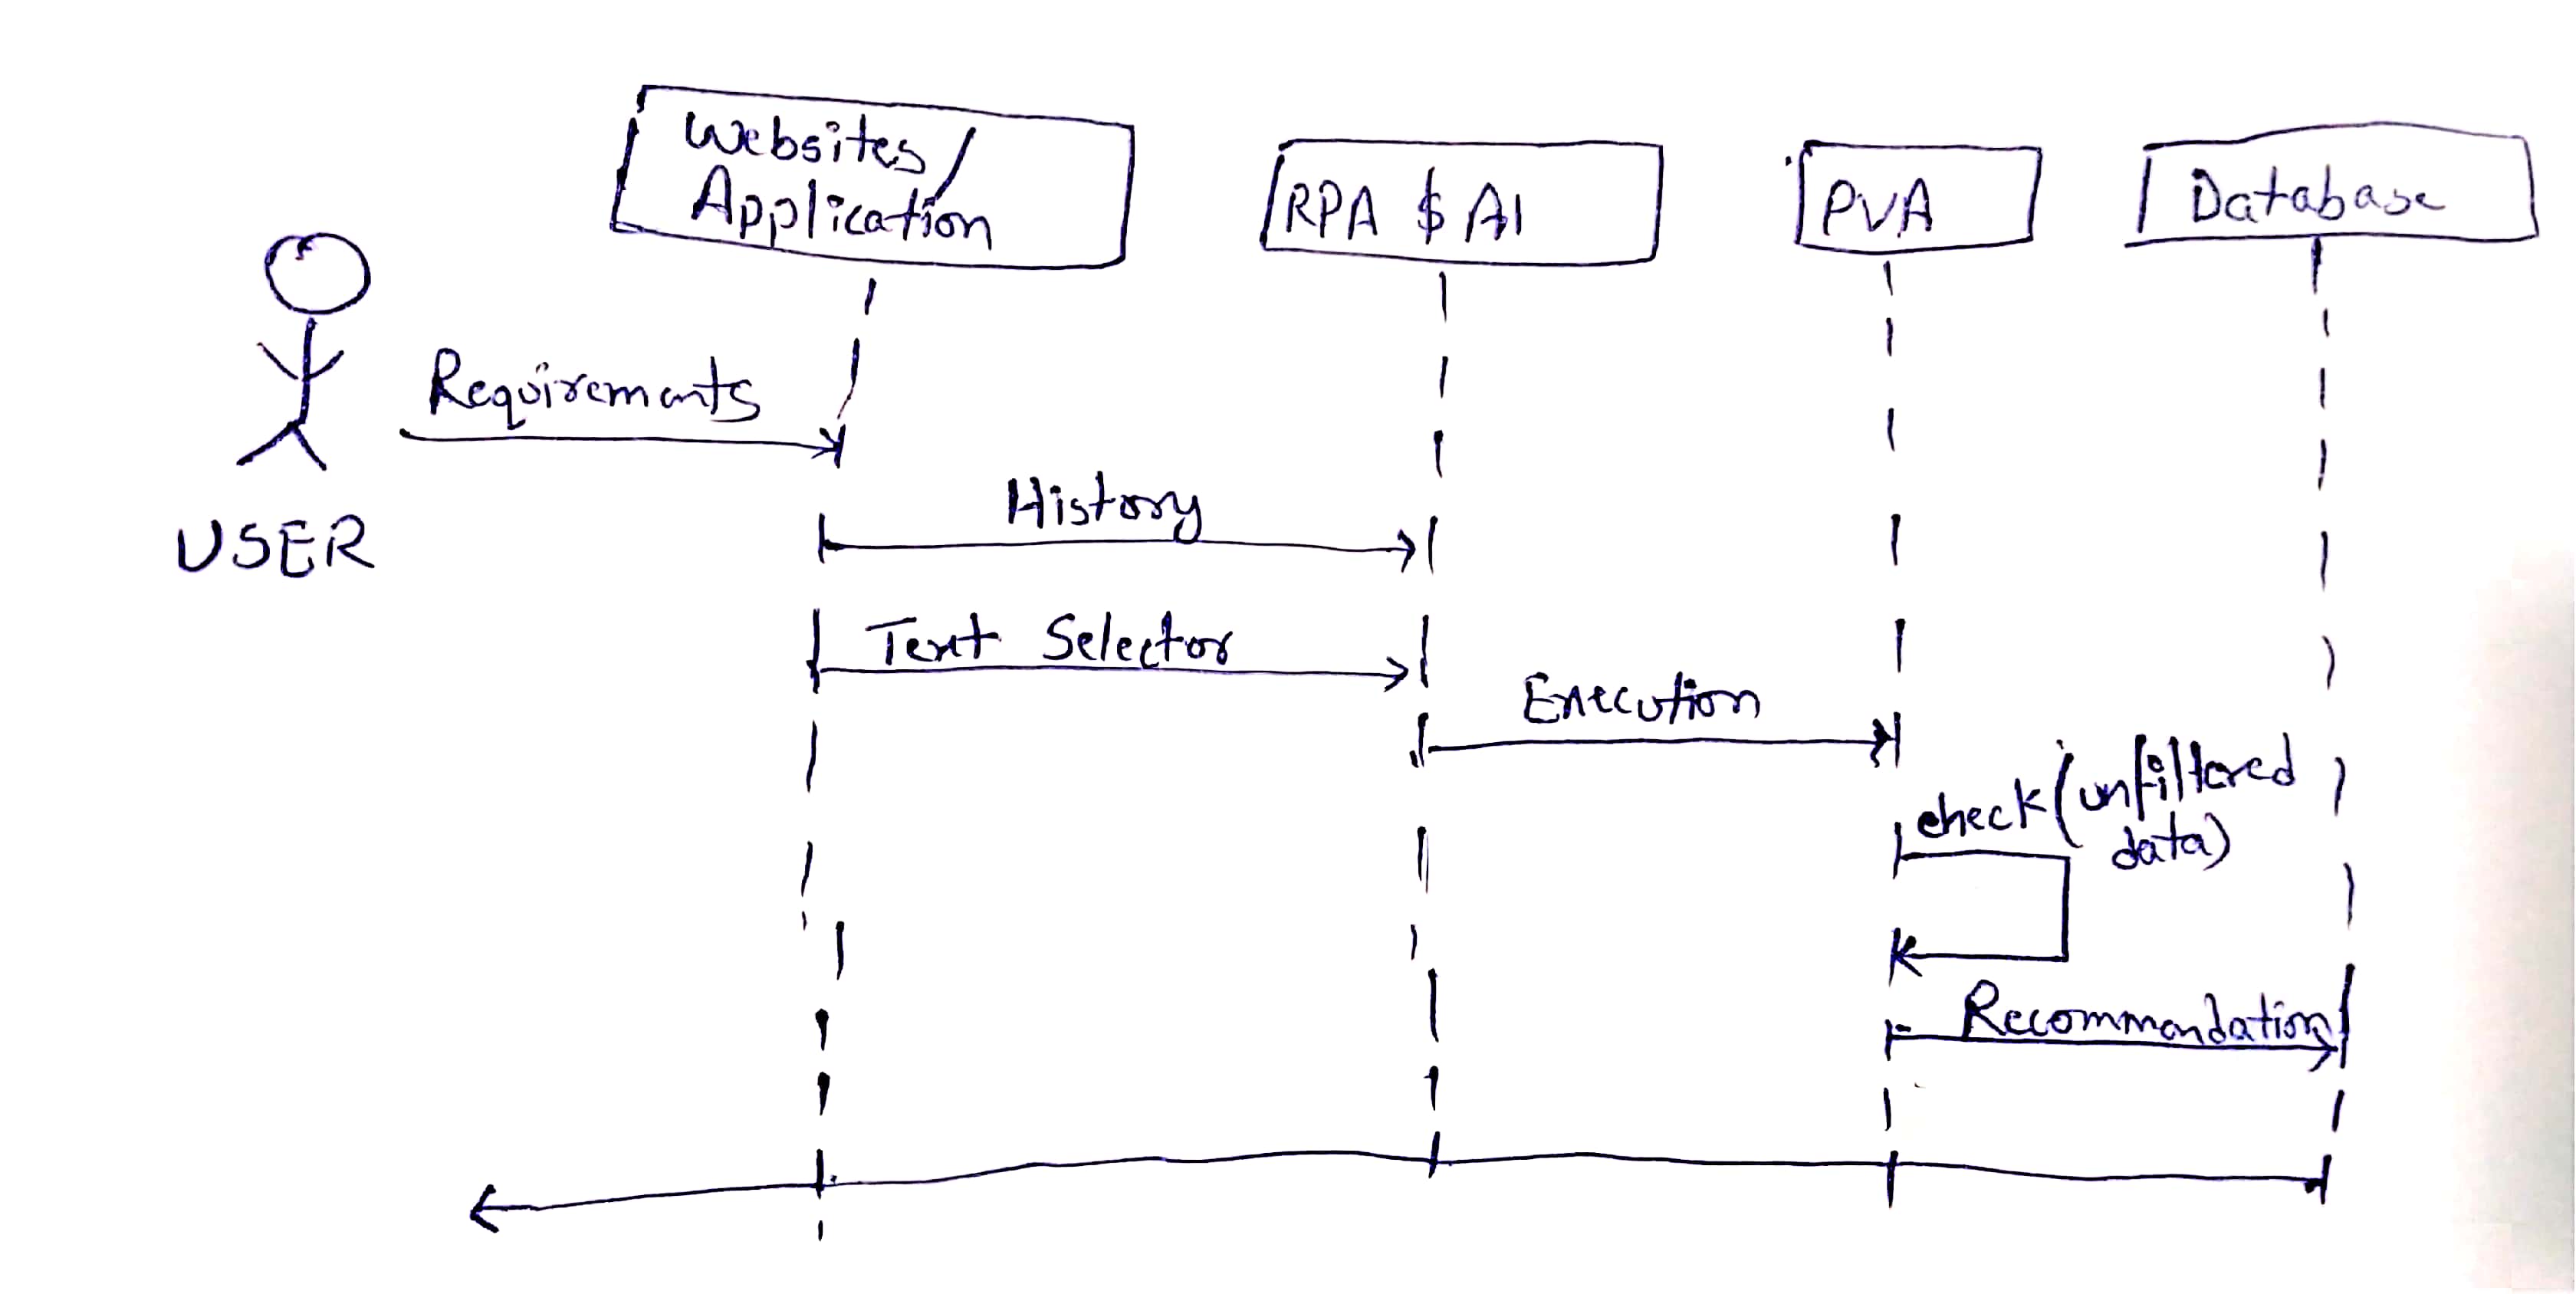 Websites/
Application
RPA $ AI
PVA
Database
Requirements
USER
History
Text Selector
Execution
check(unfiltered
data)
Recommandation